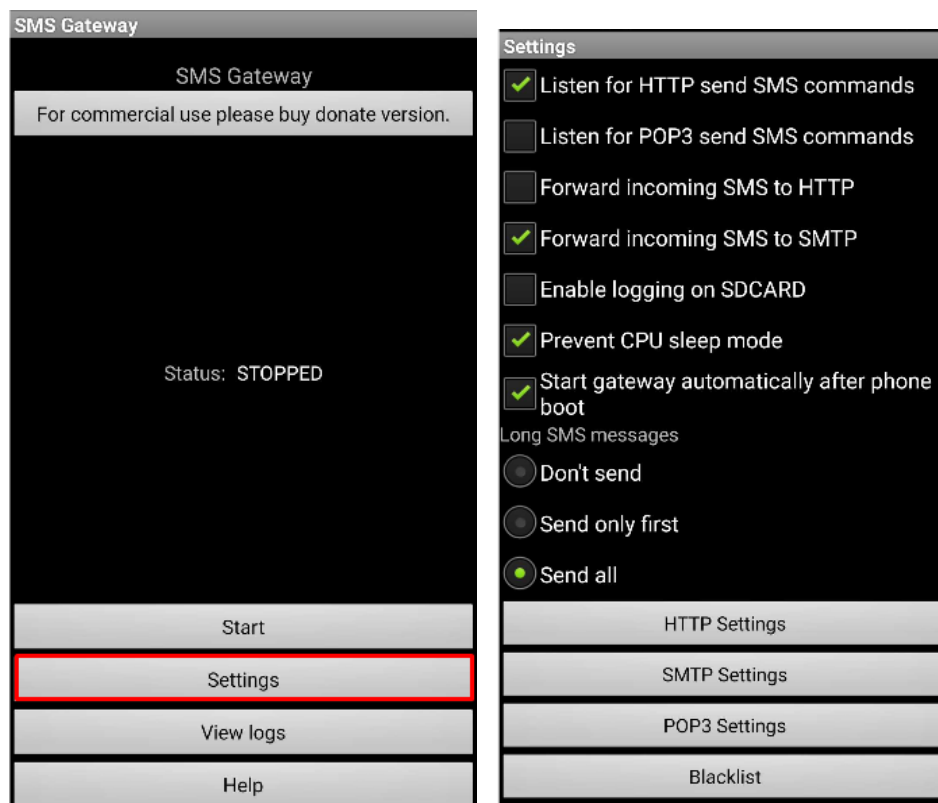 SMS Gateway
SMS Gateway
For commercial use please buy donate version.
Status: STOPPED
Start
Settings
View logs
Help
Settings
Listen for HTTP send SMS commands
Listen for POP3 send SMS commands
Forward incoming SMS to HTTP
Forward incoming SMS to SMTP
Enable logging on SDCARD
Prevent CPU sleep mode
Start gateway automatically after phone
boot
Long SMS messages
Don't send
Send only first
Send all
HTTP Settings
SMTP Settings
POP3 Settings
Blacklist